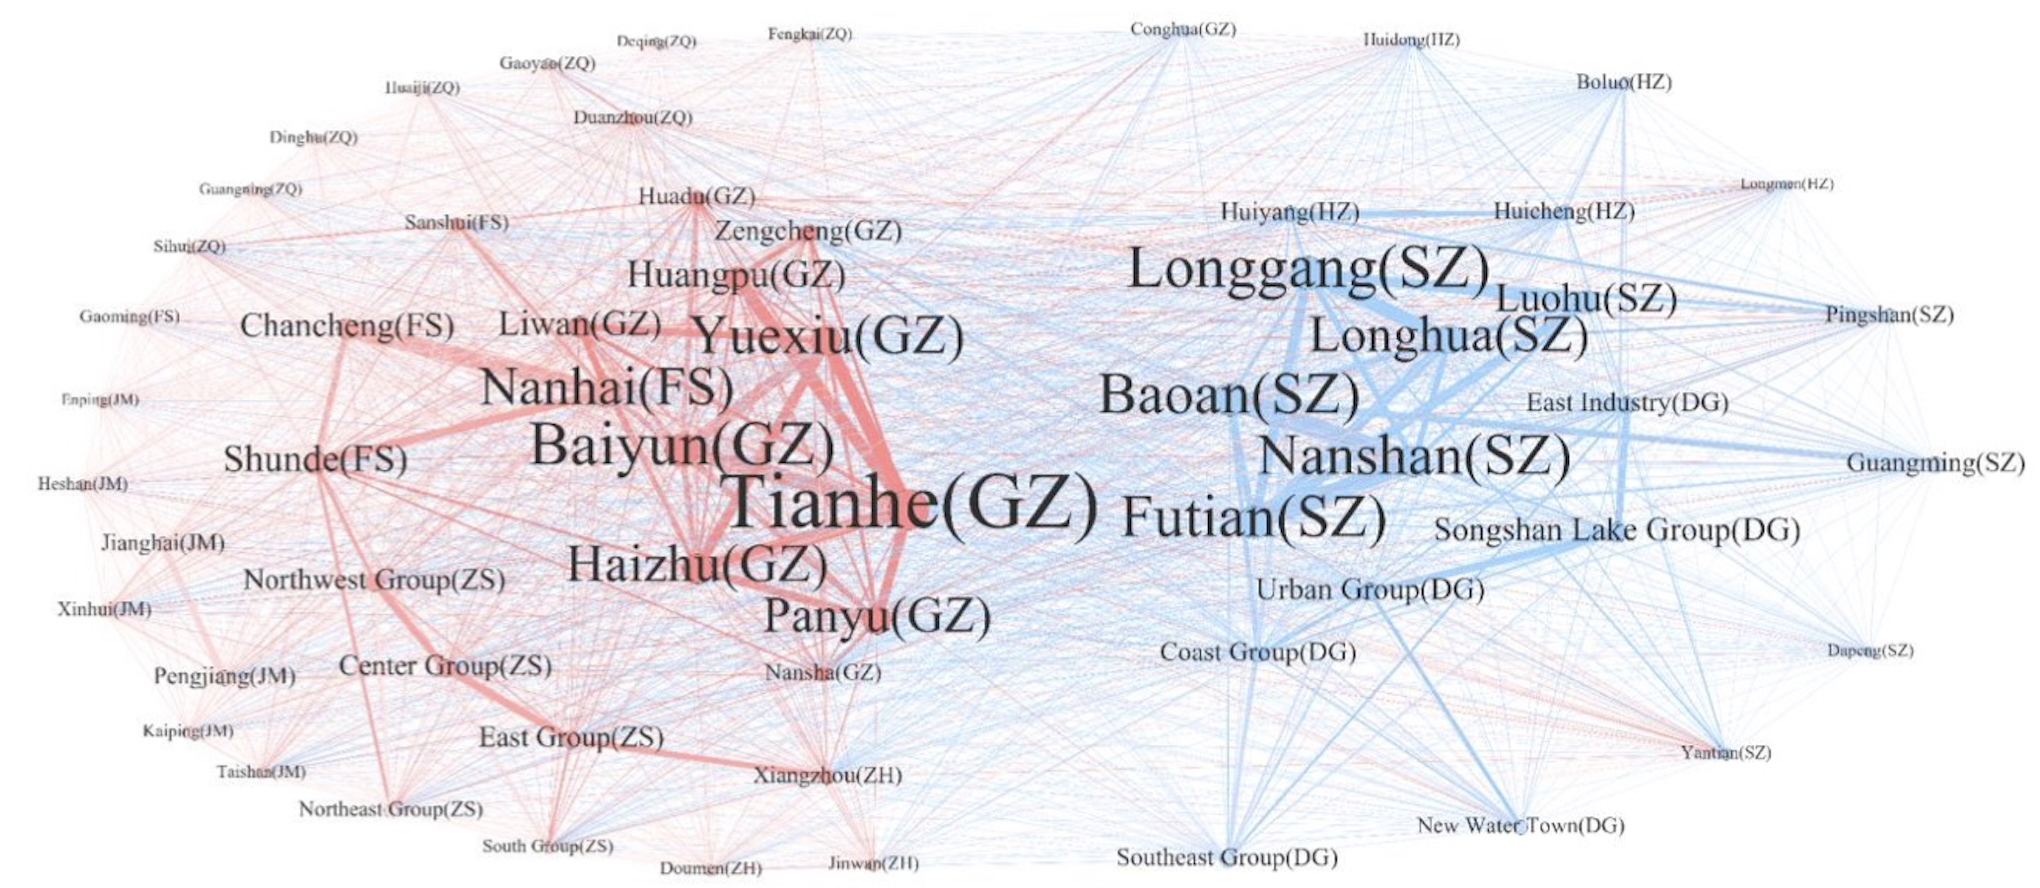 Conghua(GZ)
Fengkai(ZQ)
Huidong(HZ)
Deqing(ZQ)
Gaoyao(ZQ)
Boluo(HZ)
Huaiji(ZQ)
Duanzhou(ZQ)
Dinghu(ZQ)
Longmen(HZ)
Guangning(ZQ)
Huadu(GZ)
Huiyang(HZ)
Huicheng(HZ)
Sanshui(FS)
Zengcheng(GZ)
Sihui(ZQ)
Longgang(SZ)
Huangpu(GZ)
Luohu(SZ)
Pingshan(SZ)
Gaoming(FS)
Chancheng(FS)
Liwan(GZ)
Yuexiu(GZ)
Longhua(SZ)
Nanhai(FS)
Baoan(SZ)
Enping(JM)
East Industry(DG)
Baiyun(GZ)
Shunde(FS)
Nanshan(SZ)
Guangming(SZ)
Heshan(JM)
Tianhe(GZ)
Futian(SZ)
Songshan Lake Group(DG)
Jianghai(JM)
Haizhu(GZ)
Northwest Group(ZS)
Urban Group(DG)
Xinhui(JM)
Panyu(GZ)
Coast Group(DG)
Dapeng(SZ)
Center Group(ZS)
Nansha(GZ)
Pengjiang(JM)
Kaiping(JM)
East Group(ZS)
Yantian(SZ)
Taishan(JM)
Xiangzhou(ZH)
Northeast Group(ZS)
New Water Town(DG)
South Group(ZS)
Southeast Group(DG)
Doumen(ZH)
Jinwan(ZH)